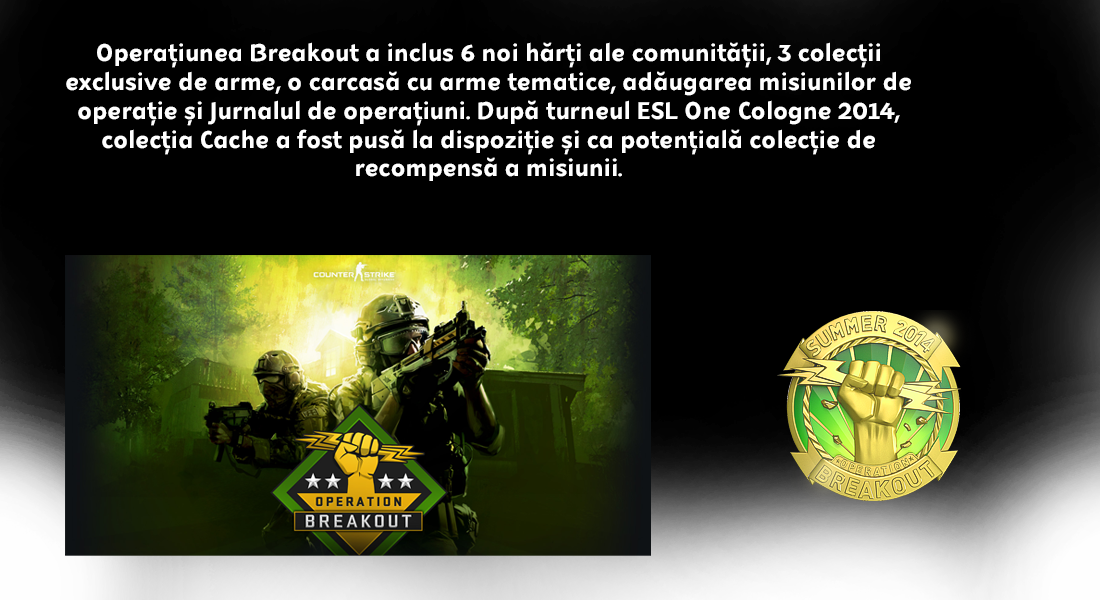 Operațiunea Breakout a inclus 6 noi hărți ale comunității, 3 colecții
exclusive de arme, o carcasă cu arme tematice, adăugarea misiunilor de
operație și Jurnalul de operațiuni. După turneul ESL One Cologne 2014,
colecția Cache a fost pusă la dispoziție și ca potențială colecție de
recompensă a misiunii.
COUNTER STRIKE
OPERATION
BREAKOUT
SUMMER 2014
OPERATION
BREAKOUT